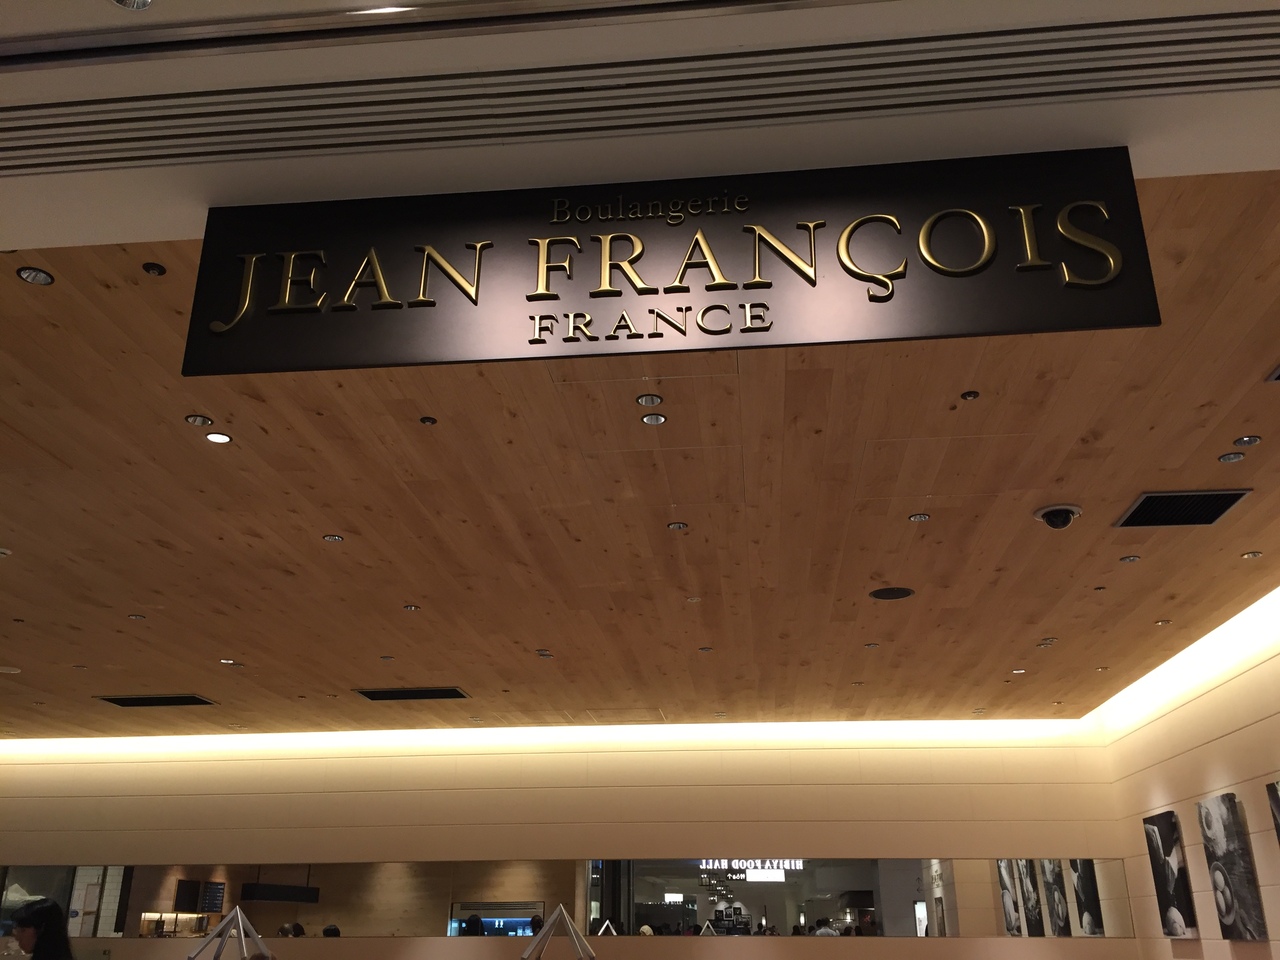 Boulangerie
JEAN FRANÇOIS
FRANCE
HIBIYA FOOD HALL